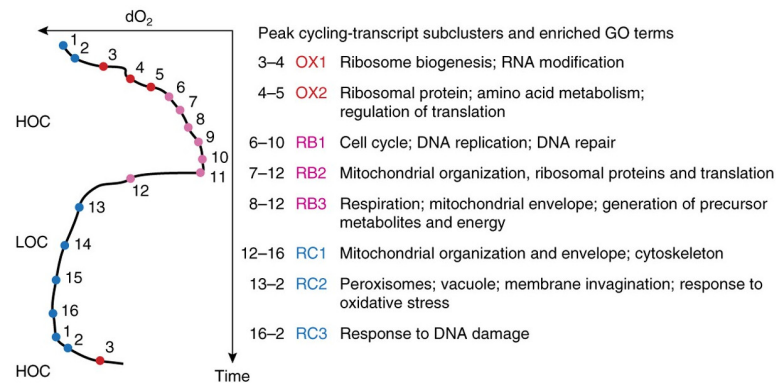 dO2
Peak cycling-transcript subclusters and enriched GO terms
1
2
3
4
5
6
7
8
9
10
11
12
13
14
15
16
1
2
3
HOC
LOC
HOC
Time
3–4 OX1 Ribosome biogenesis; RNA modification
4–5 OX2 Ribosomal protein; amino acid metabolism;
regulation of translation
6–10 RB1 Cell cycle; DNA replication; DNA repair
7–12 RB2 Mitochondrial organization, ribosomal proteins and translation
8–12 RB3 Respiration; mitochondrial envelope; generation of precursor
metabolites and energy
12–16 RC1 Mitochondrial organization and envelope; cytoskeleton
13–2 RC2 Peroxisomes; vacuole; membrane invagination; response to
oxidative stress
16–2 RC3 Response to DNA damage